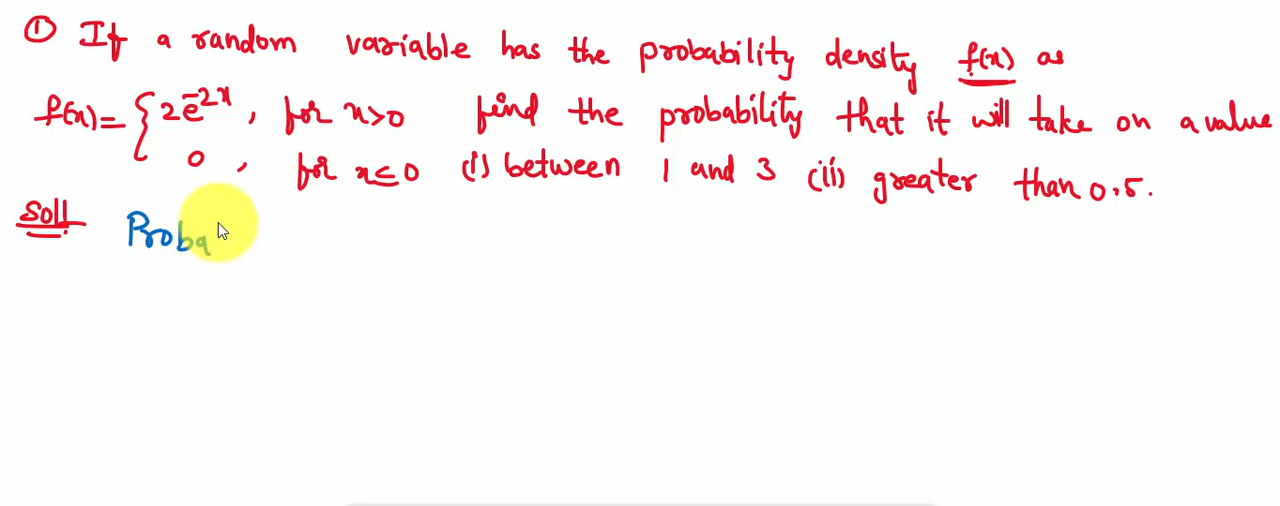 ① If a random variable has the probability density f(x) as
f(x) = { 2e^{-2x}, for x>0 find the probability that it will take on a value
0, for x≤0 (i) between 1 and 3 (ii) greater than 0.5.
Soll Proba